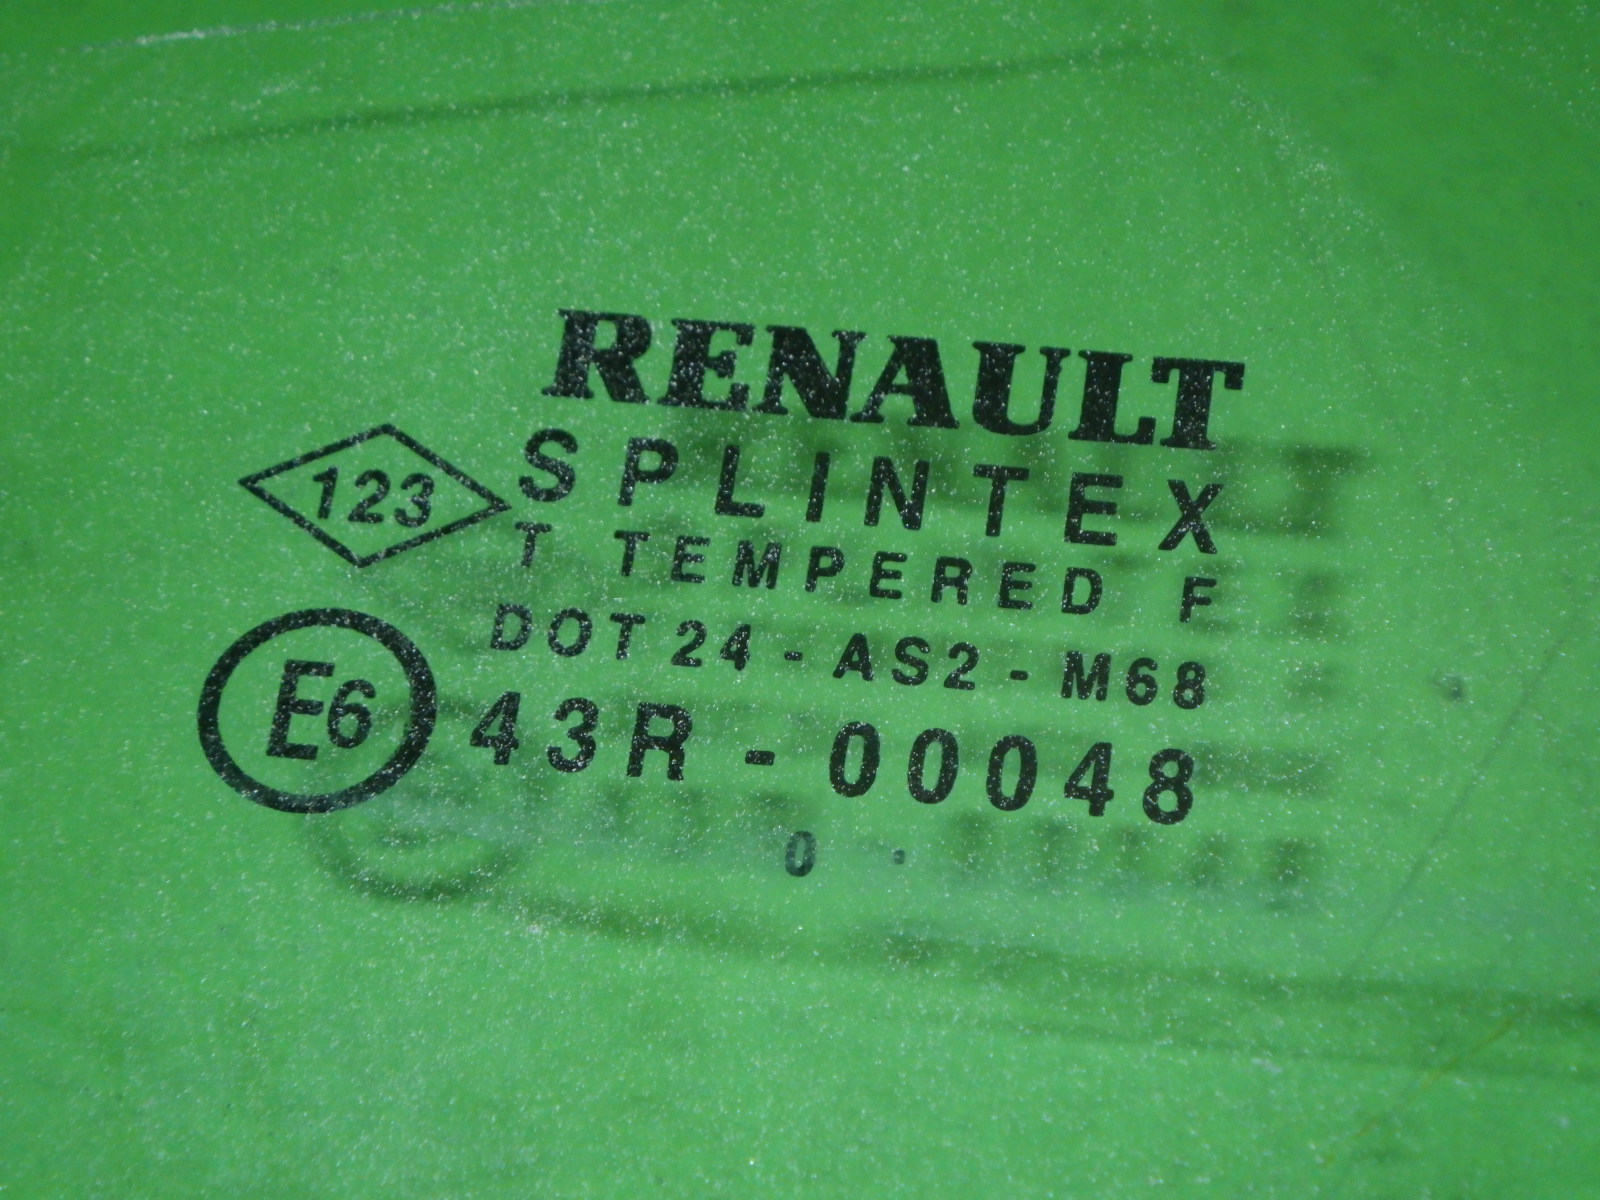 RENAULT
123
SPLINTEX
T TEMPERED F
DOT 24 - AS2 - M68
E6
43R - 00048
0 .